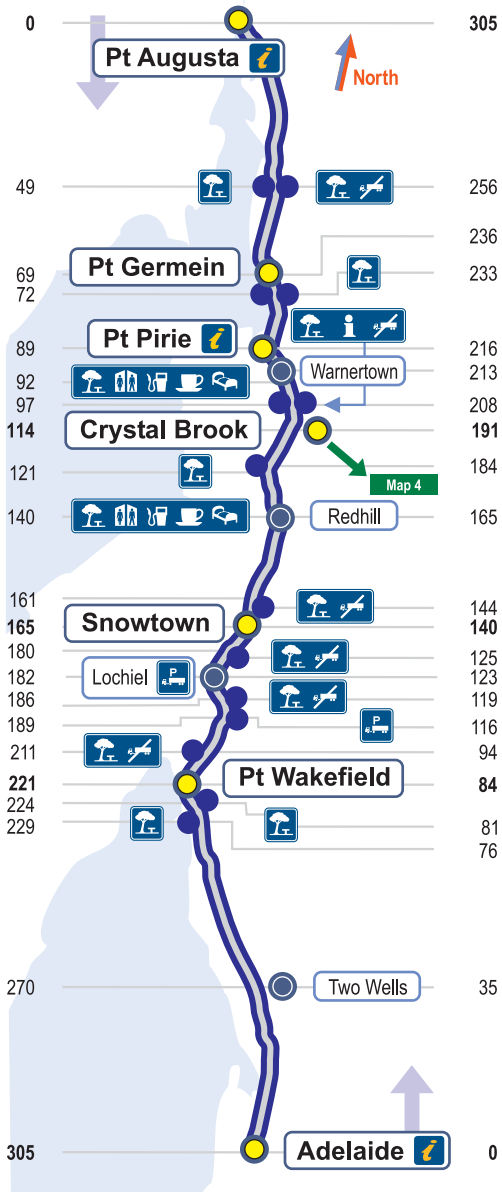 0 305
Pt Augusta i
North
49 256
236
Pt Germein
69 233
72
i
Pt Pirie i
89 216
Warnertown
92 213
97 208
114 Crystal Brook 191
121 184
Map 4
140 Redhill 165
161 144
165 Snowtown 140
180 125
182 Lochiel P 123
186 119
189 P 116
211 94
221 Pt Wakefield 84
224 81
229 76
270 Two Wells 35
305 Adelaide i 0